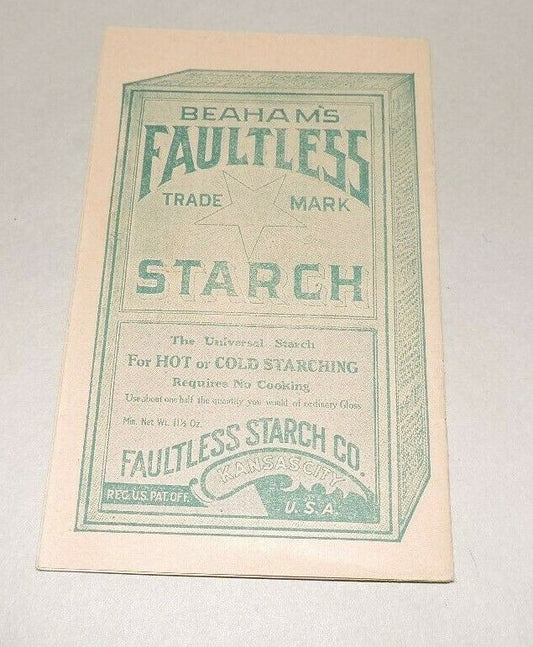 BEAHAM'S
FAULTLESS
TRADE MARK
STARCH
The Universal Starch
For HOT or COLD STARCHING
Requires No Cooking
Use about one half the quantity you would of ordinary Gloss
Min. Net Wt. 11½ Oz.
FAULTLESS STARCH CO.
KANSAS CITY
REG. U.S. PAT. OFF.
U. S. A.